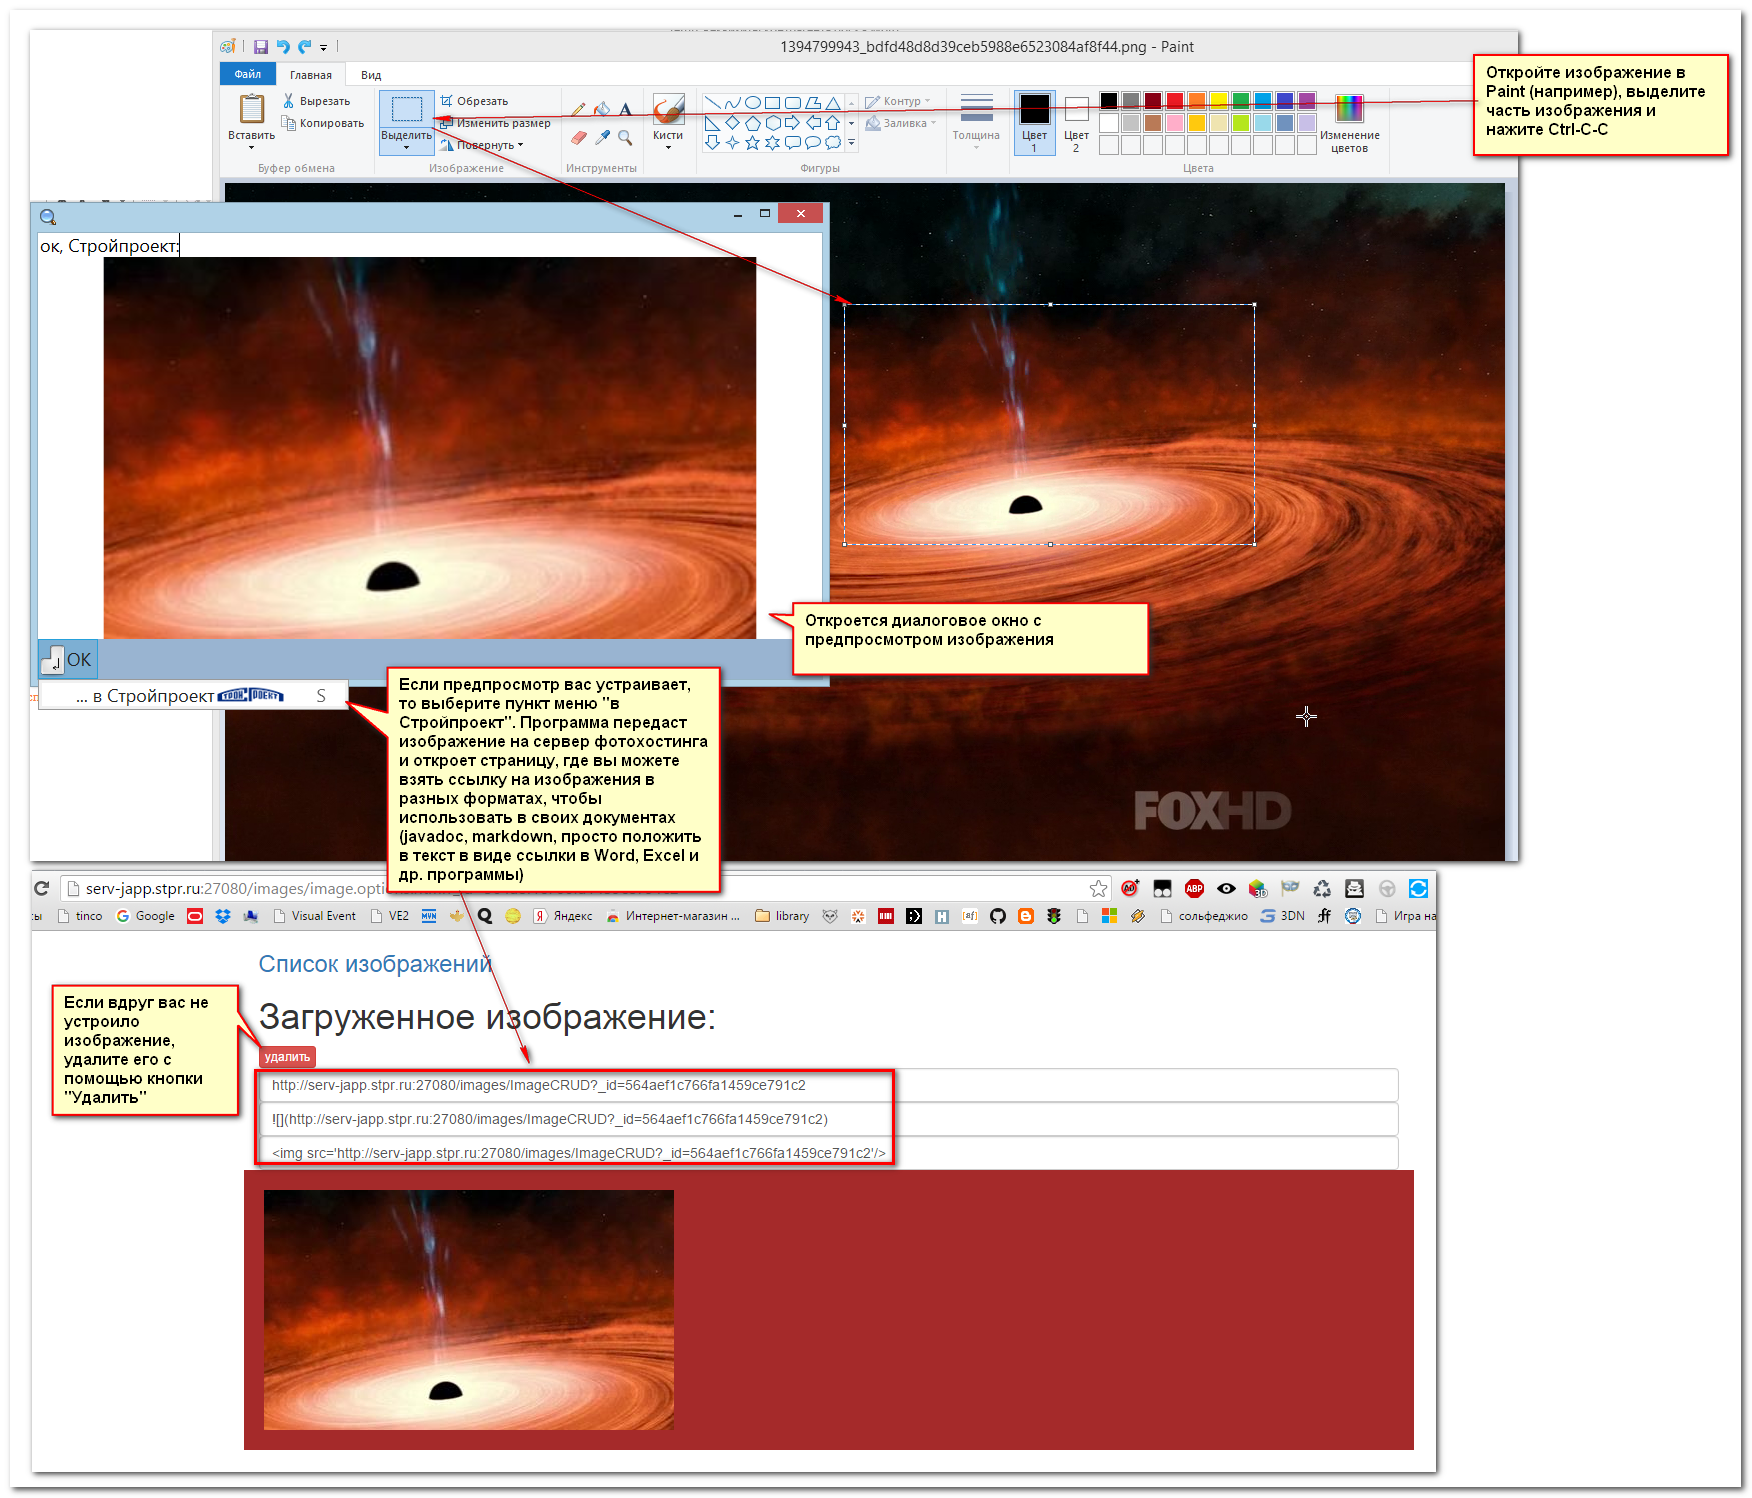 1394799943_bdfd48d8d39ceb5988e6523084af8f44.png - Paint
Файл Главная Вид
Вставить
Вырезать
Копировать
Буфер обмена
Выделить
Обрезать
Изменить размер
Повернуть
Изображение
Инструменты
Кисти
Контур
Заливка
Фигуры
Толщина
Цвет 1
Цвет 2
Изменение цветов
Цвета
Откройте изображение в
Paint (например), выделите
часть изображения и
нажите Ctrl-C-C
ок, Стройпроект:
OK
... в Стройпроект S
Откроется диалоговое окно с
предпросмотром изображения
Если предпросмотр вас устраивает,
то выберите пункт меню "в
Стройпроект". Программа передаст
изображение на сервер фотохостинга
и откроет страницу, где вы можете
взять ссылку на изображения в
разных форматах, чтобы
использовать в своих документах
(javadoc, markdown, просто положить
в текст в виде ссылки в Word, Excel и
др. программы)
FOXHD
serv-japp.stpr.ru:27080/images/image.opti
tinco Google Visual Event VE2 Яндекс Интернет-магазин ... library сольфеджио 3DN Игра на
Список изображений
Загруженное изображение:
Если вдруг вас не
устроило
изображение,
удалите его с
помощью кнопки
"Удалить"
удалить
http://serv-japp.stpr.ru:27080/images/ImageCRUD?_id=564aef1c766fa1459ce791c2
![](http://serv-japp.stpr.ru:27080/images/ImageCRUD?_id=564aef1c766fa1459ce791c2)
<img src='http://serv-japp.stpr.ru:27080/images/ImageCRUD?_id=564aef1c766fa1459ce791c2'/>